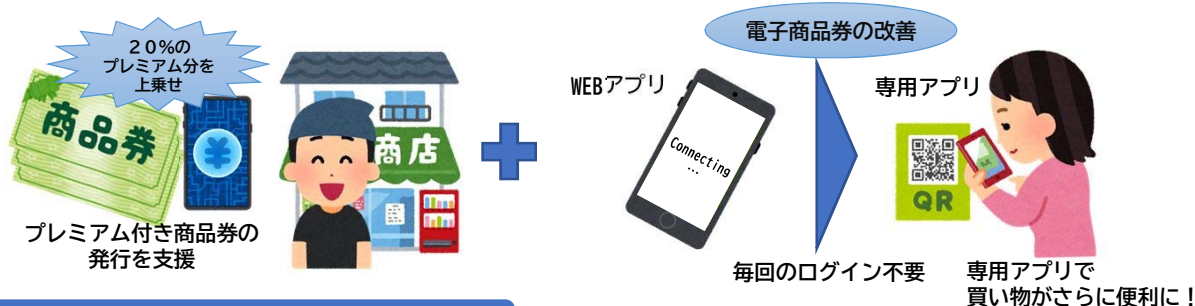 20%の
プレミアム分を
上乗せ
商品券
¥
商店
プレミアム付き商品券の
発行を支援
電子商品券の改善
WEBアプリ
Connecting
...
専用アプリ
QR
毎回のログイン不要
専用アプリで
買い物がさらに便利に！